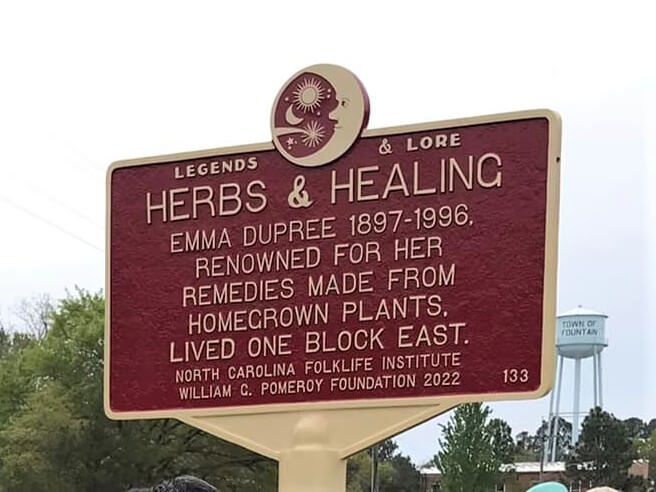 LEGENDS & LORE
HERBS & HEALING
EMMA DUPREE 1897-1996,
RENOWNED FOR HER
REMEDIES MADE FROM
HOMEGROWN PLANTS,
LIVED ONE BLOCK EAST.
NORTH CAROLINA FOLKLIFE INSTITUTE
WILLIAM G. POMEROY FOUNDATION 2022
133
TOWN OF
FOUNTAIN